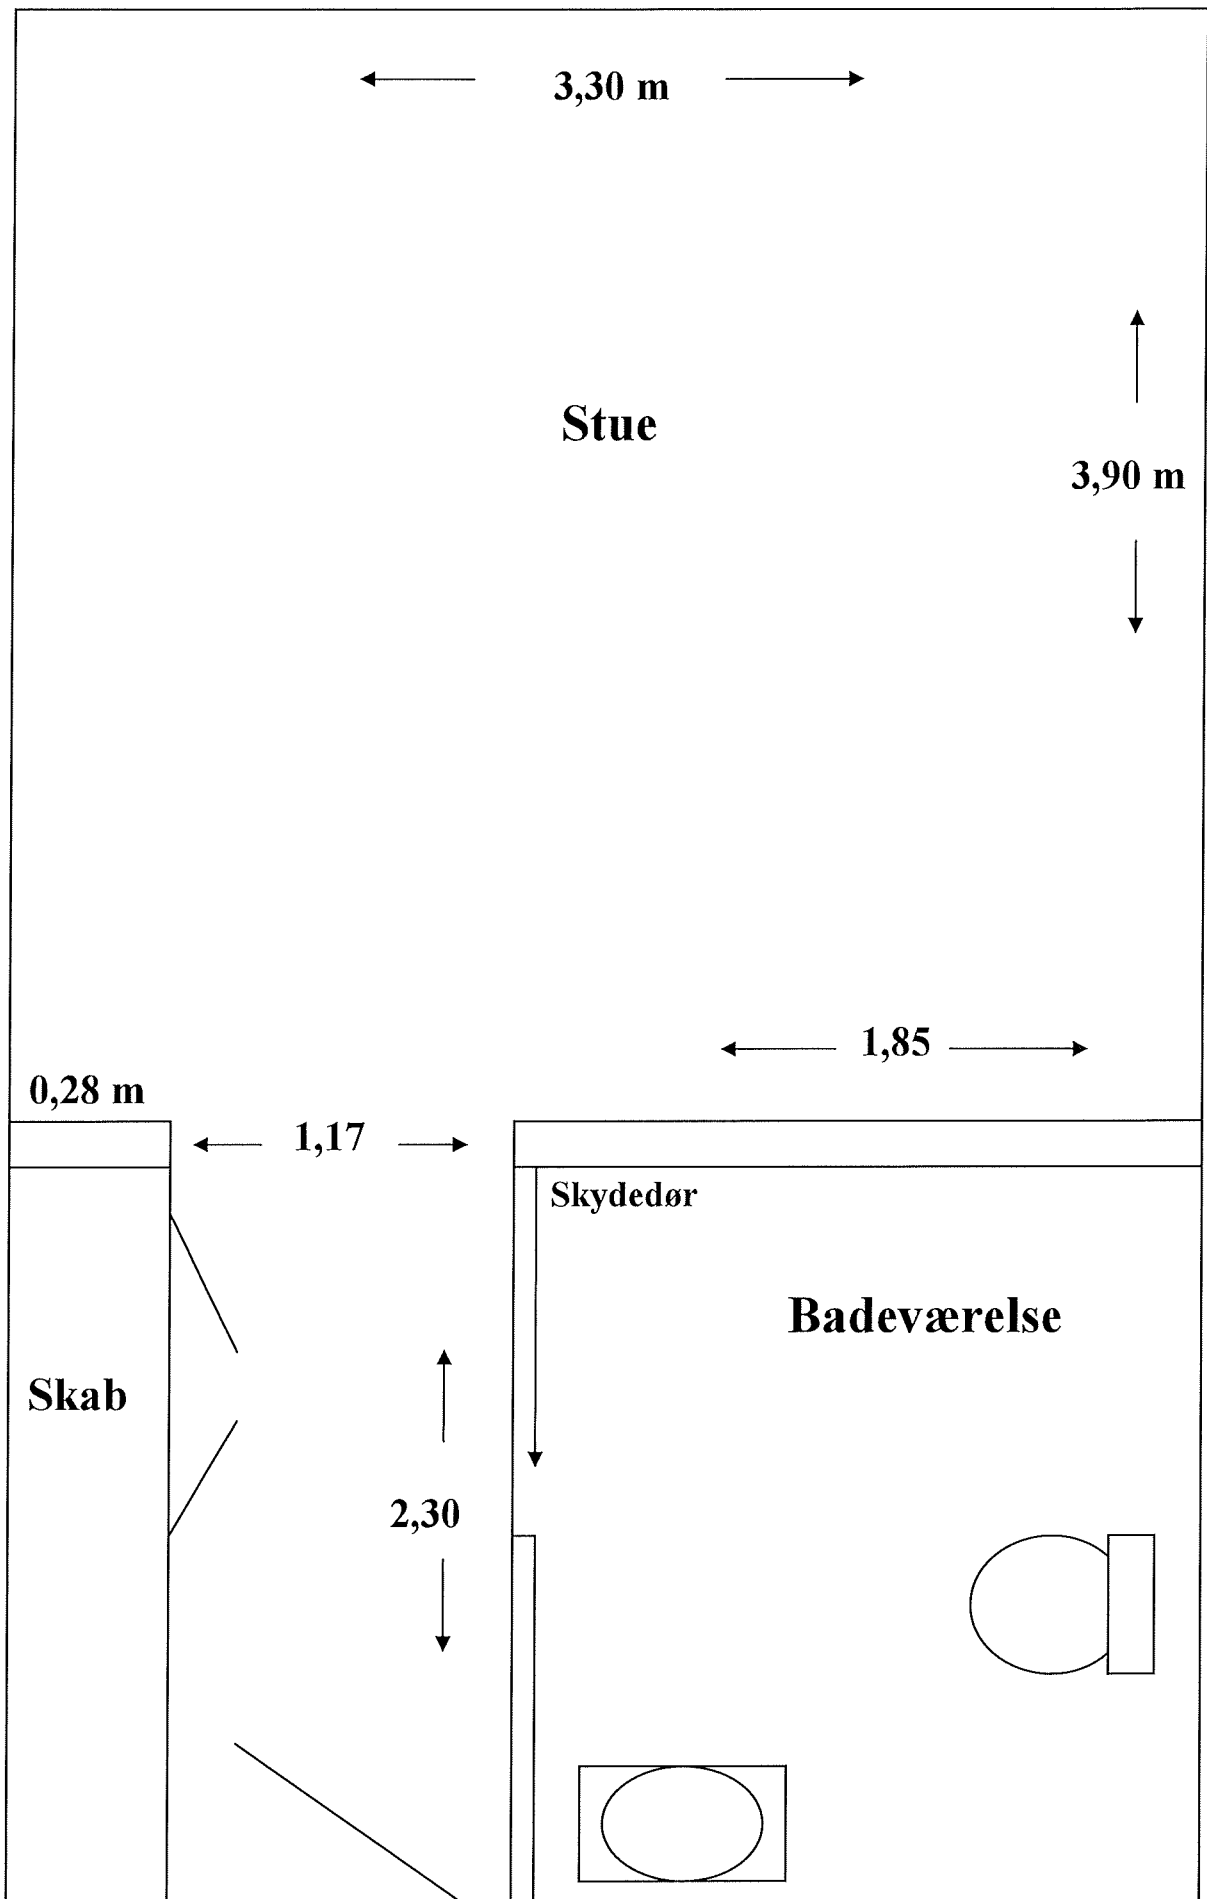 3,30 m
Stue
3,90 m
1,85
0,28 m
1,17
Skydedør
Badeværelse
Skab
2,30